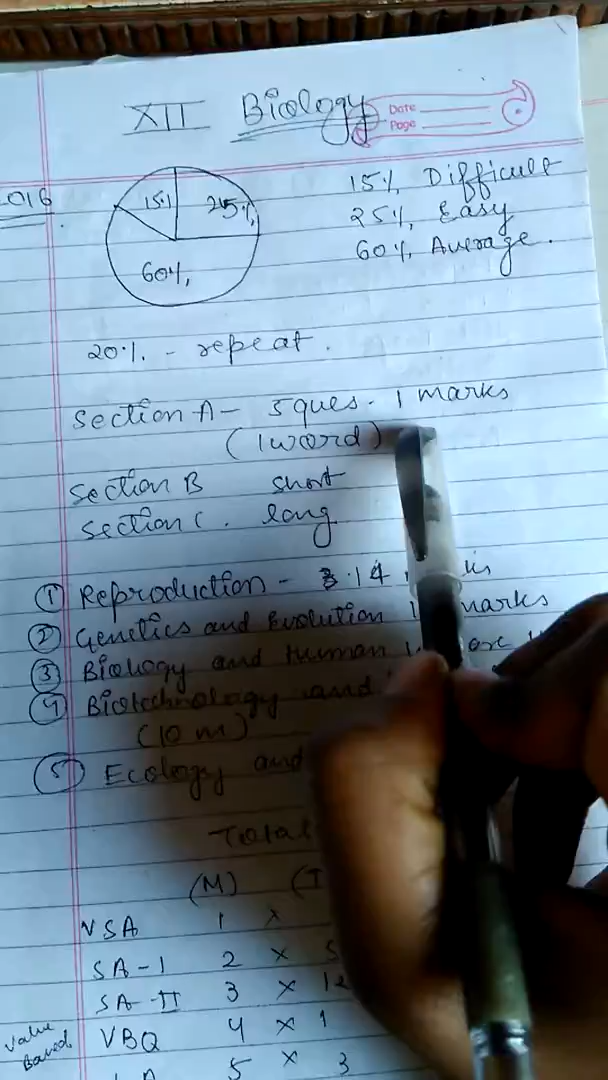 XII Biology
Date
Page
016
15% 25%
60%
15% Difficult
25% Easy
60% Average.
20%. - repeat.
Section A - 5 ques. 1 marks
(1 word)
Section B short
Section C. long
① Reproduction - 14
② Genetics and Evolution marks
③ Biology and Human
④ Biotechnology and
(10 m)
⑤ Ecology and
Total
(M) (T
VSA 1 ×
SA-I 2 × 5
SA-II 3 × 12
Value Based VBQ 4 × 1
5 × 3